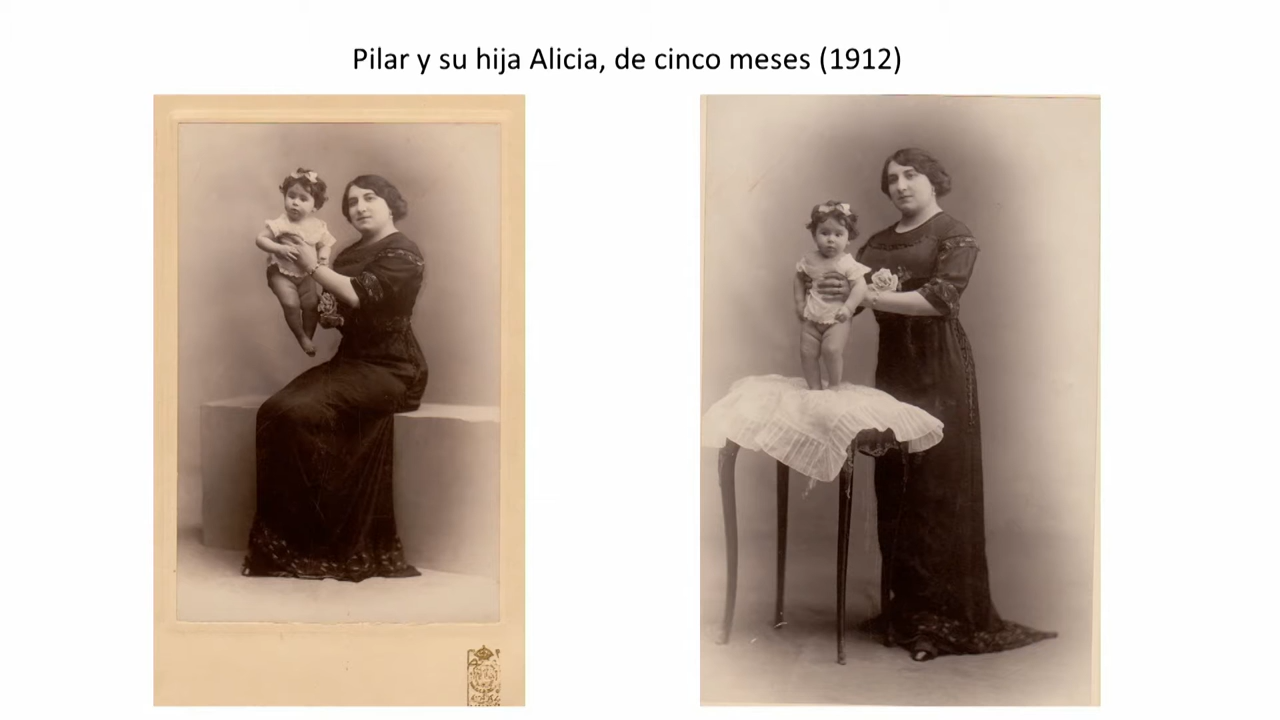 Pilar y su hija Alicia, de cinco meses (1912)